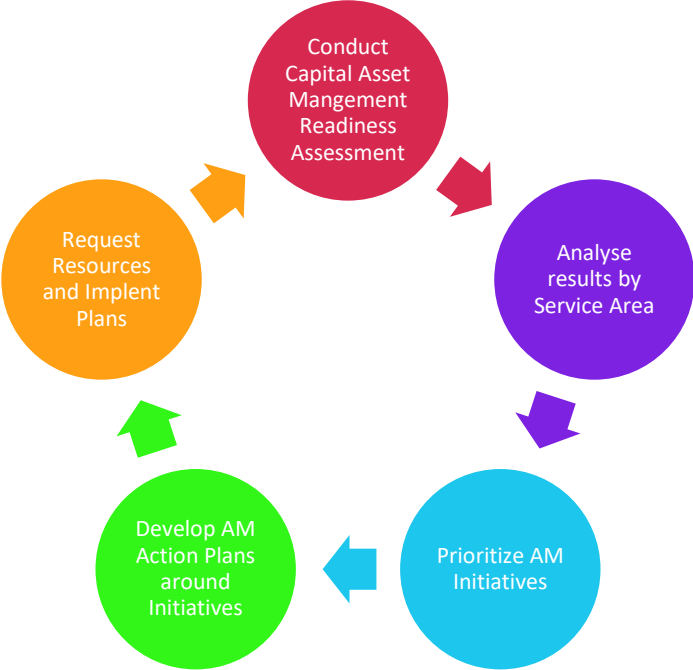 Conduct
Capital Asset
Mangement
Readiness
Assessment
Analyse
results by
Service Area
Prioritize AM
Initiatives
Develop AM
Action Plans
around
Initiatives
Request
Resources
and Implent
Plans